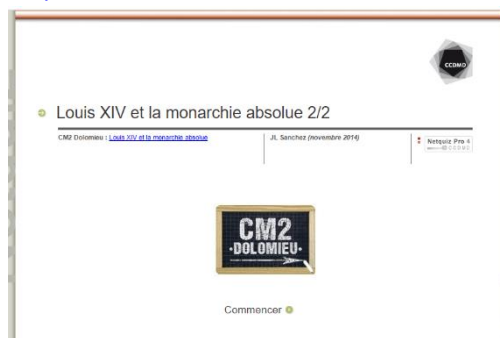 CCDMD
Louis XIV et la monarchie absolue 2/2
CM2 Dolomieu : Louis XIV et la monarchie absolue
JL Sanchez (novembre 2014)
Netquiz Pro 4
CCDMD
CM2
·DOLOMIEU·
Commencer